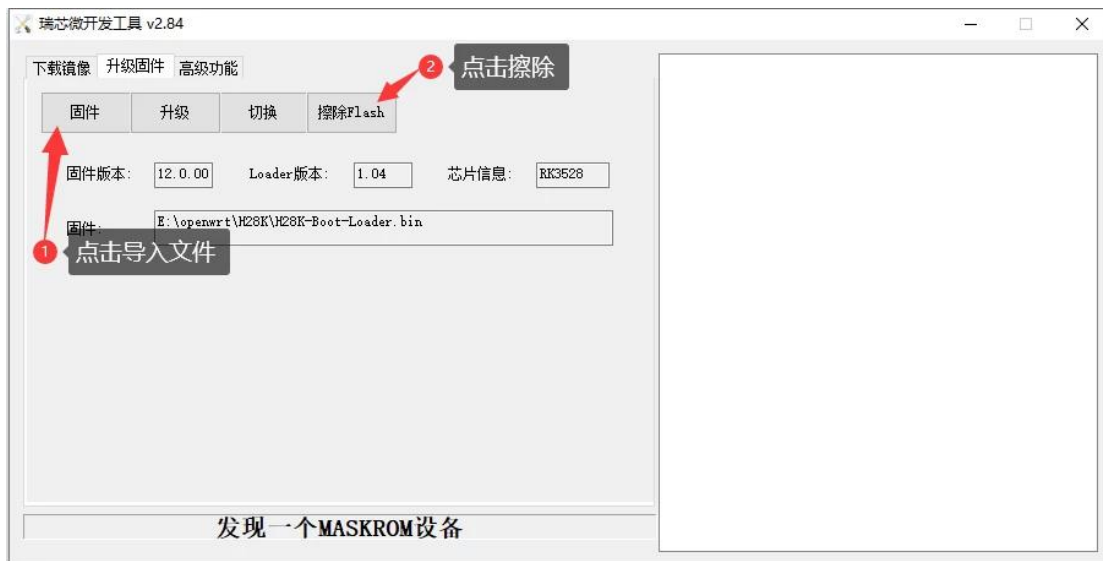 瑞芯微开发工具 v2.84
下载镜像 升级固件 高级功能
2 点击擦除
固件 升级 切换 擦除Flash
固件版本: 12.0.00 Loader版本: 1.04 芯片信息: RK3528
固件: E:\openwrt\H28K\H28K-Boot-Loader.bin
1 点击导入文件
发现一个MASKROM设备